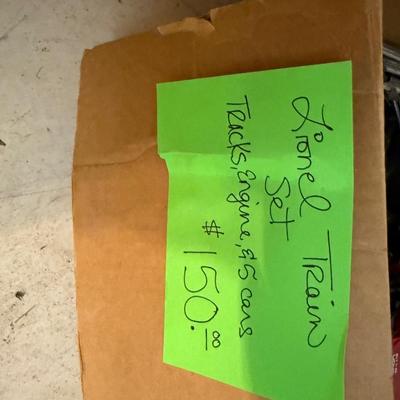 Lionel Train
Set
Tracks, Engine, & 5 cars
$150.00